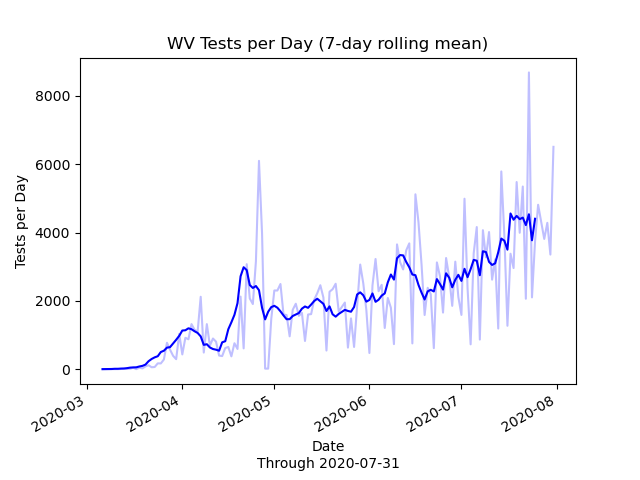 WV Tests per Day (7-day rolling mean)
Tests per Day
8000
6000
4000
2000
0
2020-03
2020-04
2020-05
2020-06
2020-07
2020-08
Date
Through 2020-07-31